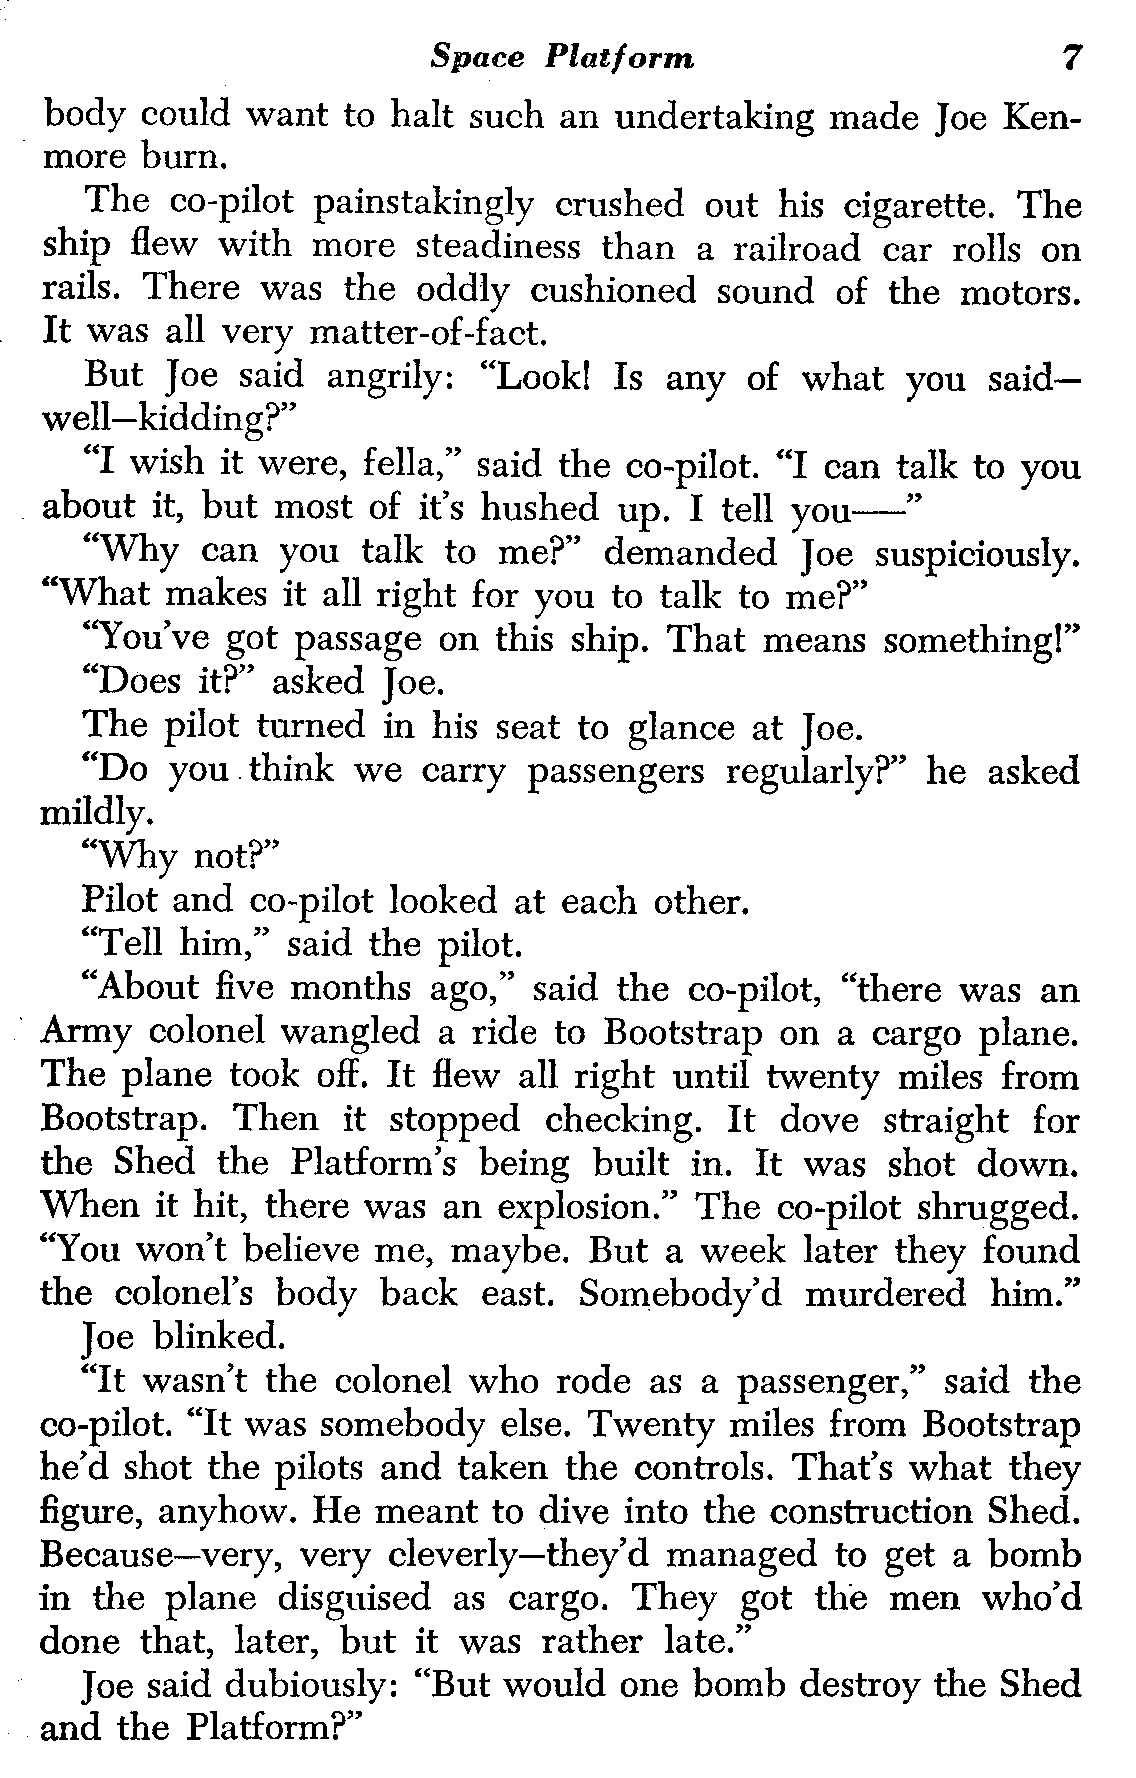 Space Platform 7
body could want to halt such an undertaking made Joe Ken-
more burn.
The co-pilot painstakingly crushed out his cigarette. The
ship flew with more steadiness than a railroad car rolls on
rails. There was the oddly cushioned sound of the motors.
It was all very matter-of-fact.
But Joe said angrily: “Look! Is any of what you said—
well—kidding?”
“I wish it were, fella,” said the co-pilot. “I can talk to you
about it, but most of it’s hushed up. I tell you——”
“Why can you talk to me?” demanded Joe suspiciously.
“What makes it all right for you to talk to me?”
“You’ve got passage on this ship. That means something!”
“Does it?” asked Joe.
The pilot turned in his seat to glance at Joe.
“Do you think we carry passengers regularly?” he asked
mildly.
“Why not?”
Pilot and co-pilot looked at each other.
“Tell him,” said the pilot.
“About five months ago,” said the co-pilot, “there was an
Army colonel wangled a ride to Bootstrap on a cargo plane.
The plane took off. It flew all right until twenty miles from
Bootstrap. Then it stopped checking. It dove straight for
the Shed the Platform’s being built in. It was shot down.
When it hit, there was an explosion.” The co-pilot shrugged.
“You won’t believe me, maybe. But a week later they found
the colonel’s body back east. Somebody’d murdered him.”
Joe blinked.
“It wasn’t the colonel who rode as a passenger,” said the
co-pilot. “It was somebody else. Twenty miles from Bootstrap
he’d shot the pilots and taken the controls. That’s what they
figure, anyhow. He meant to dive into the construction Shed.
Because—very, very cleverly—they’d managed to get a bomb
in the plane disguised as cargo. They got the men who’d
done that, later, but it was rather late.”
Joe said dubiously: “But would one bomb destroy the Shed
and the Platform?”